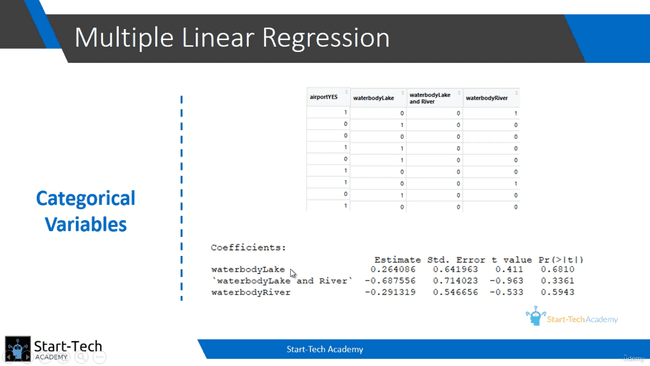 Multiple Linear Regression
airportYES waterbodyLake waterbodyLake and River waterbodyRiver
1 0 0 1
0 1 0 0
0 0 0 0
1 1 0 0
0 1 0 0
1 0 0 0
1 0 0 1
0 1 0 0
1 0 0 0
Categorical
Variables
Coefficients:
Estimate Std. Error t value Pr(>|t|)
waterbodyLake 0.264086 0.641963 0.411 0.6810
`waterbodyLake and River` -0.687556 0.714023 -0.963 0.3361
waterbodyRiver -0.291319 0.546656 -0.533 0.5943
Start-TechAcademy
Start-Tech
ACADEMY
Start-Tech Academy
Udemy